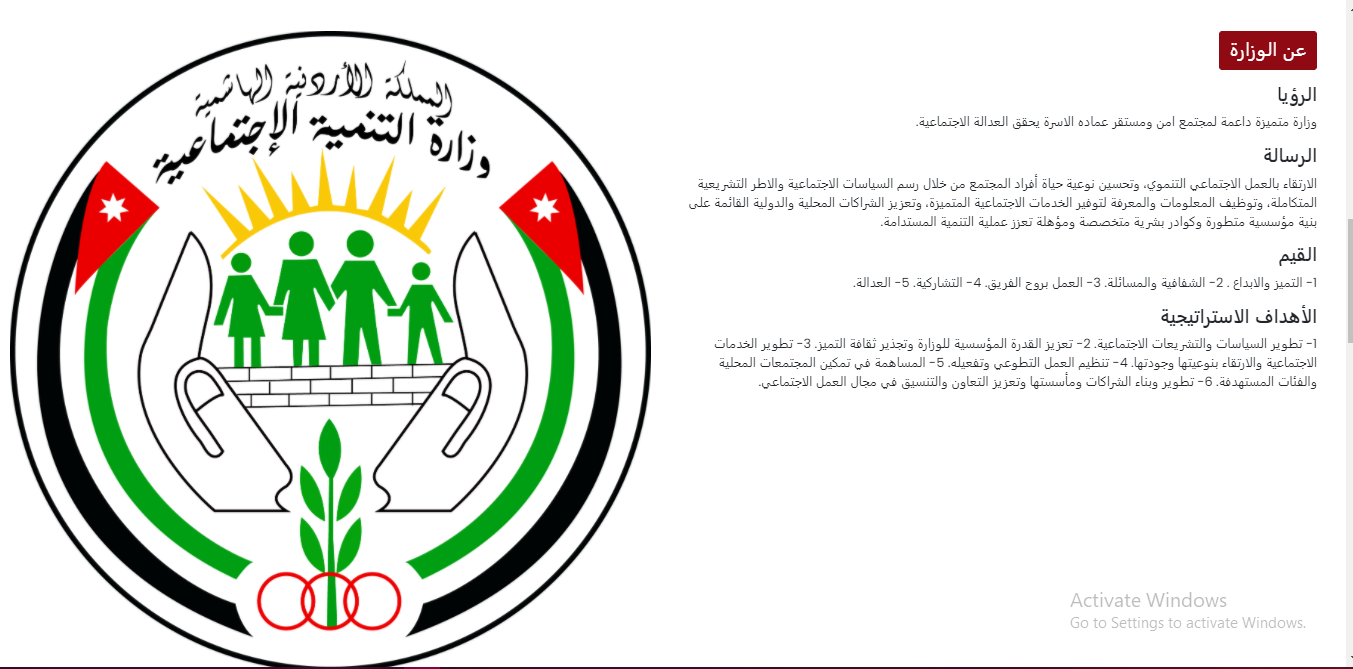 المملكة الأردنية الهاشمية
وزارة التنمية الإجتماعية
عن الوزارة
الرؤيا
وزارة متميزة داعمة لمجتمع امن ومستقر عماده الاسرة يحقق العدالة الاجتماعية.
الرسالة
الارتقاء بالعمل الاجتماعي التنموي، وتحسين نوعية حياة أفراد المجتمع من خلال رسم السياسات الاجتماعية والاطر التشريعية
المتكاملة، وتوظيف المعلومات والمعرفة لتوفير الخدمات الاجتماعية المتميزة، وتعزيز الشراكات المحلية والدولية القائمة على
بنية مؤسسية متطورة وكوادر بشرية متخصصة ومؤهلة تعزز عملية التنمية المستدامة.
القيم
1- التميز والابداع . 2- الشفافية والمسائلة. 3- العمل بروح الفريق. 4- التشاركية. 5- العدالة.
الأهداف الاستراتيجية
1- تطوير السياسات والتشريعات الاجتماعية. 2- تعزيز القدرة المؤسسية للوزارة وتجذير ثقافة التميز. 3- تطوير الخدمات
الاجتماعية والارتقاء بنوعيتها وجودتها. 4- تنظيم العمل التطوعي وتفعيله. 5- المساهمة في تمكين المجتمعات المحلية
والفئات المستهدفة. 6- تطوير وبناء الشراكات ومأسستها وتعزيز التعاون والتنسيق في مجال العمل الاجتماعي.
Activate Windows
Go to Settings to activate Windows.